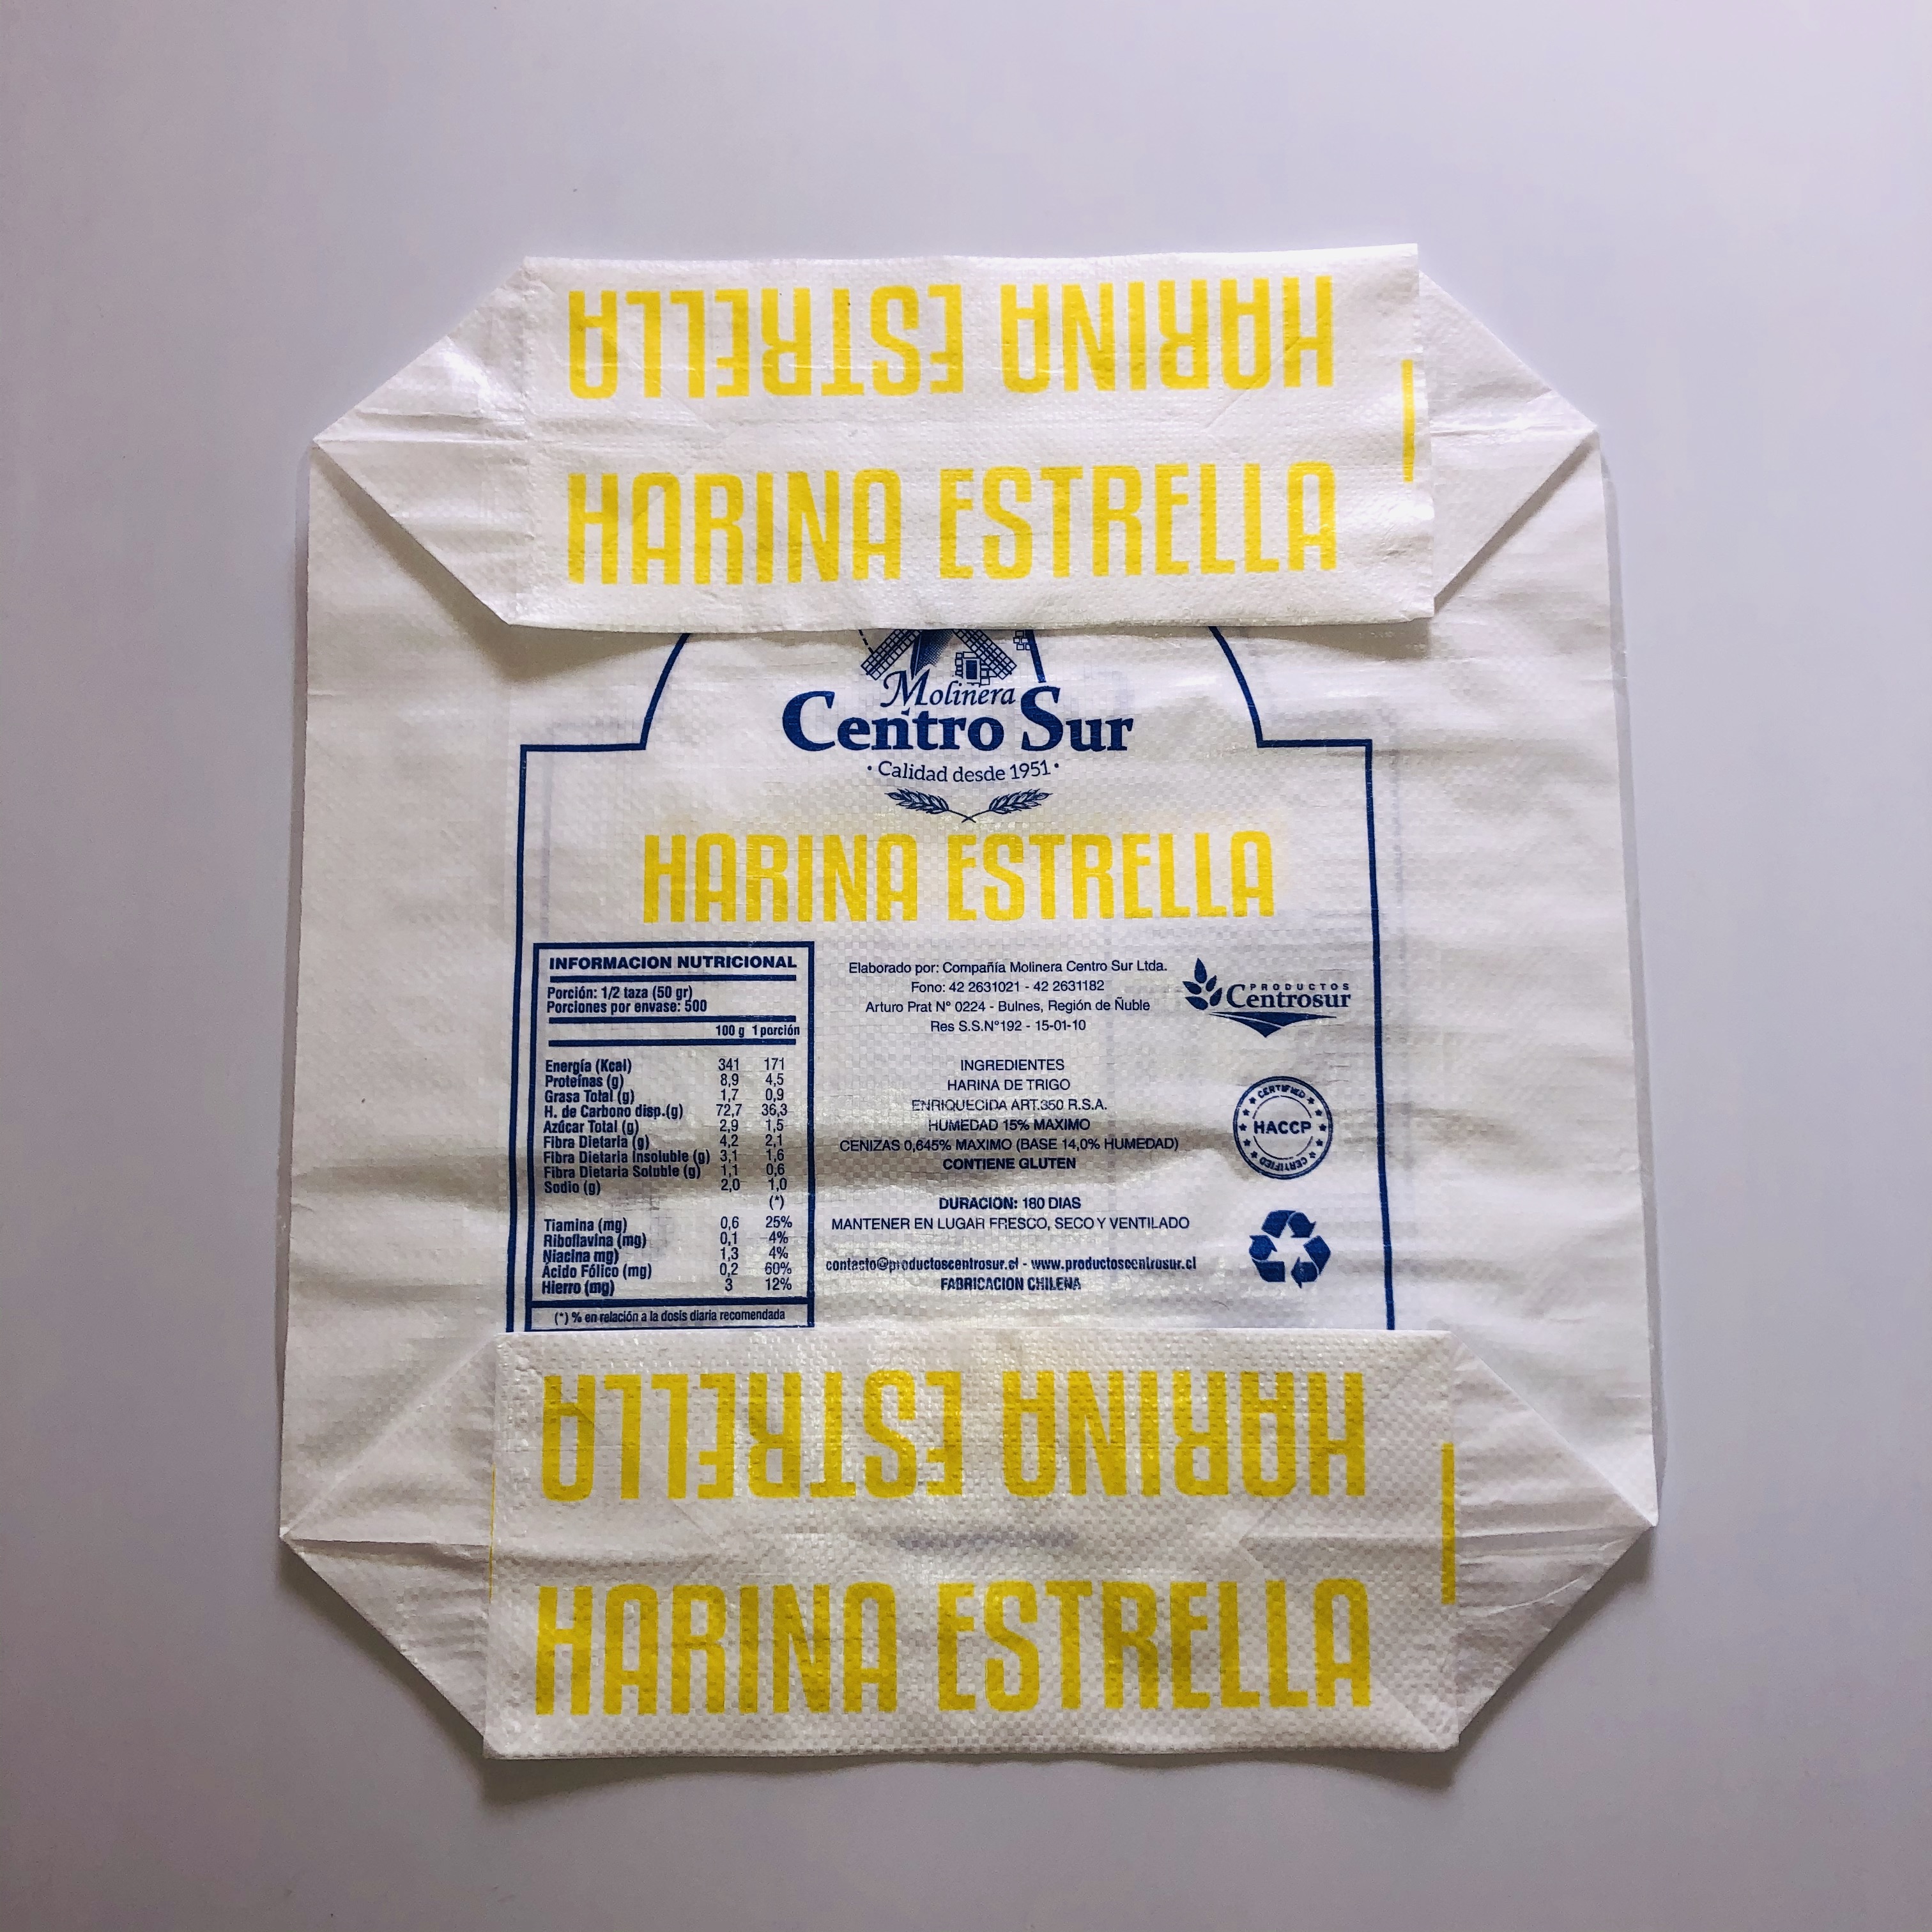 HARINA ESTRELLA
HARINA ESTRELLA
Molinera
Centro Sur
• Calidad desde 1951 •
HARINA ESTRELLA
INFORMACION NUTRICIONAL
Porción: 1/2 taza (50 gr)
Porciones por envase: 500
100 g 1 porción
Energía (Kcal) 341 171
Proteínas (g) 8,9 4,5
Grasa Total (g) 1,7 0,9
H. de Carbono disp.(g) 72,7 36,3
Azúcar Total (g) 2,9 1,5
Fibra Dietaria (g) 4,2 2,1
Fibra Dietaria Insoluble (g) 3,1 1,6
Fibra Dietaria Soluble (g) 1,1 0,6
Sodio (g) 2,0 1,0
(*)
Tiamina (mg) 0,6 25%
Riboflavina (mg) 0,1 4%
Niacina mg) 1,3 4%
Ácido Fólico (mg) 0,2 60%
Hierro (mg) 3 12%
(*) % en relación a la dosis diaria recomendada
Elaborado por: Compañía Molinera Centro Sur Ltda.
Fono: 42 2631021 - 42 2631182
Arturo Prat N° 0224 - Bulnes, Región de Ñuble
Res S.S.N°192 - 15-01-10
INGREDIENTES
HARINA DE TRIGO
ENRIQUECIDA ART.350 R.S.A.
HUMEDAD 15% MAXIMO
CENIZAS 0,645% MAXIMO (BASE 14,0% HUMEDAD)
CONTIENE GLUTEN
DURACION: 180 DIAS
MANTENER EN LUGAR FRESCO, SECO Y VENTILADO
contacto@productoscentrosur.cl - www.productoscentrosur.cl
FABRICACION CHILENA
PRODUCTOS
Centrosur
CERTIFIED
HACCP
CERTIFIED
HARINA ESTRELLA
HARINA ESTRELLA